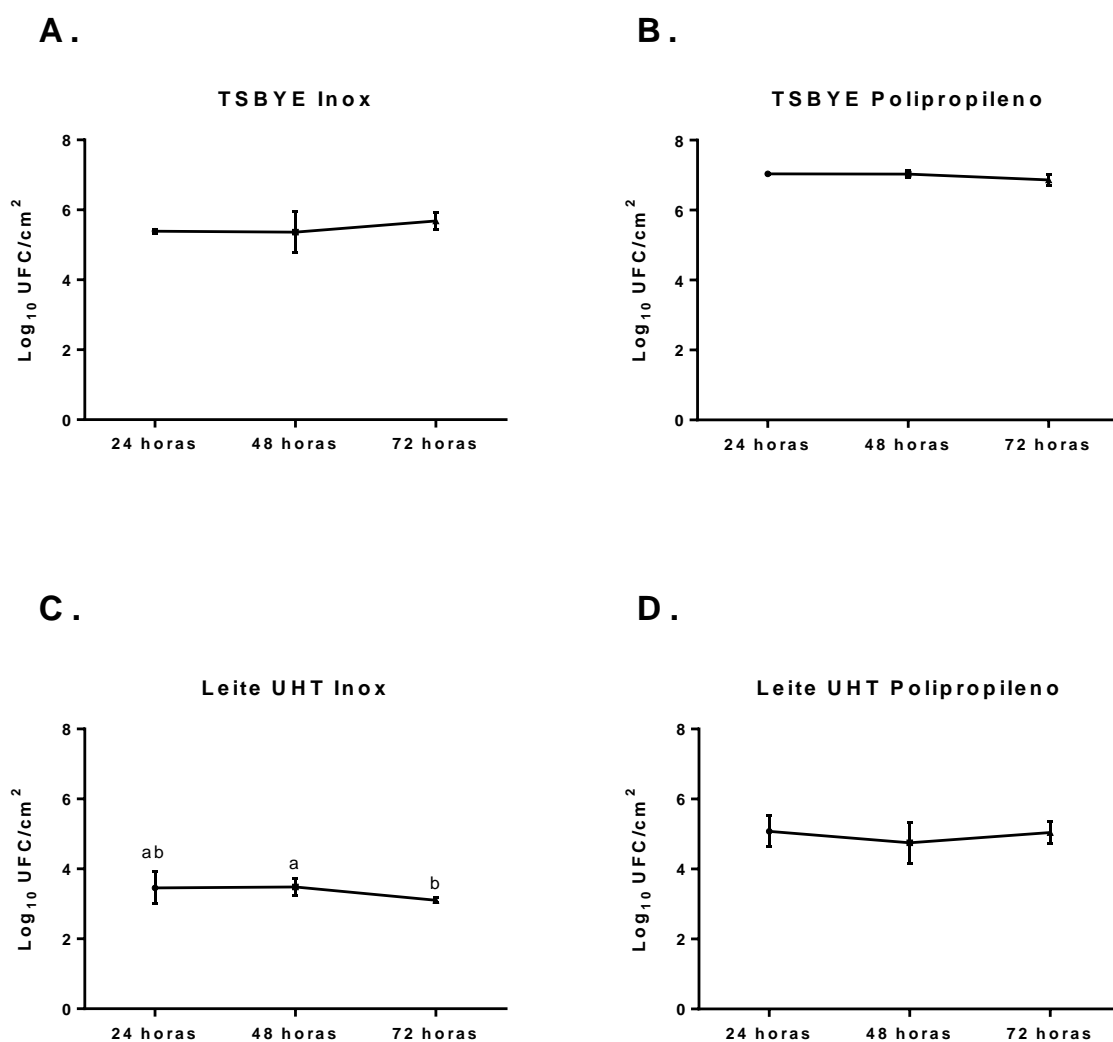 A.
TSBYE Inox
Log10 UFC/cm2
8
6
4
2
0
24 horas 48 horas 72 horas
B.
TSBYE Polipropileno
Log10 UFC/cm2
8
6
4
2
0
24 horas 48 horas 72 horas
C.
Leite UHT Inox
Log10 UFC/cm2
8
6
4
2
0
ab
a
b
24 horas 48 horas 72 horas
D.
Leite UHT Polipropileno
Log10 UFC/cm2
8
6
4
2
0
24 horas 48 horas 72 horas